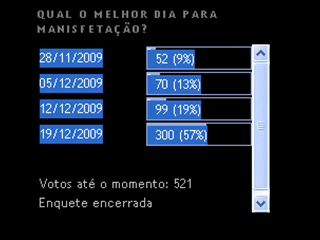 QUAL O MELHOR DIA PARA
MANISFETAÇÃO?
28/11/2009 52 (9%)
05/12/2009 70 (13%)
12/12/2009 99 (19%)
19/12/2009 300 (57%)
Votos até o momento: 521
Enquete encerrada